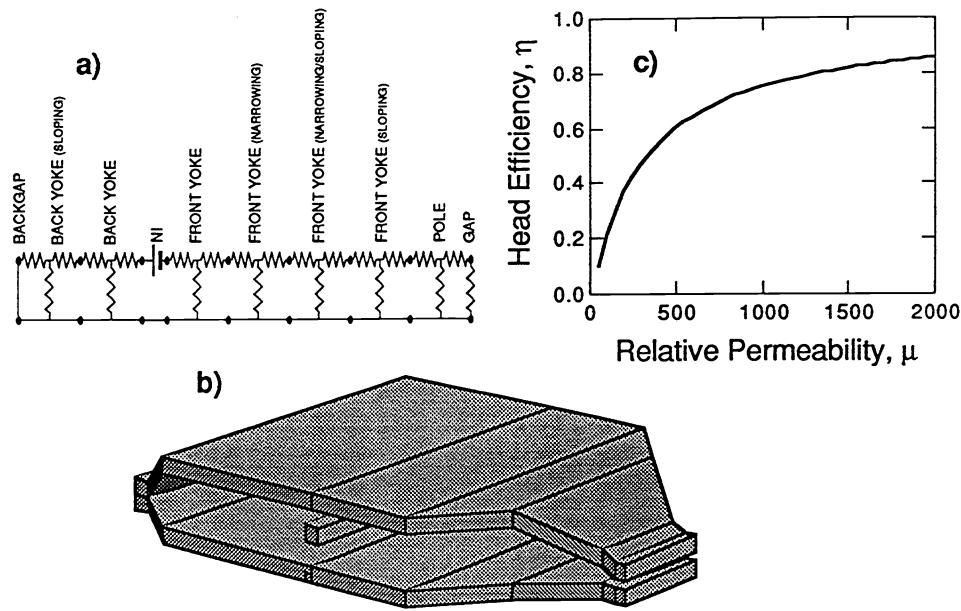 a)
BACKGAP
BACK YOKE (SLOPING)
BACK YOKE
NI
FRONT YOKE
FRONT YOKE (NARROWING)
FRONT YOKE (NARROWING/SLOPING)
FRONT YOKE (SLOPING)
POLE
GAP
c)
Head Efficiency, η
1.0
0.8
0.6
0.4
0.2
0.0
0
500
1000
1500
2000
Relative Permeability, μ
b)